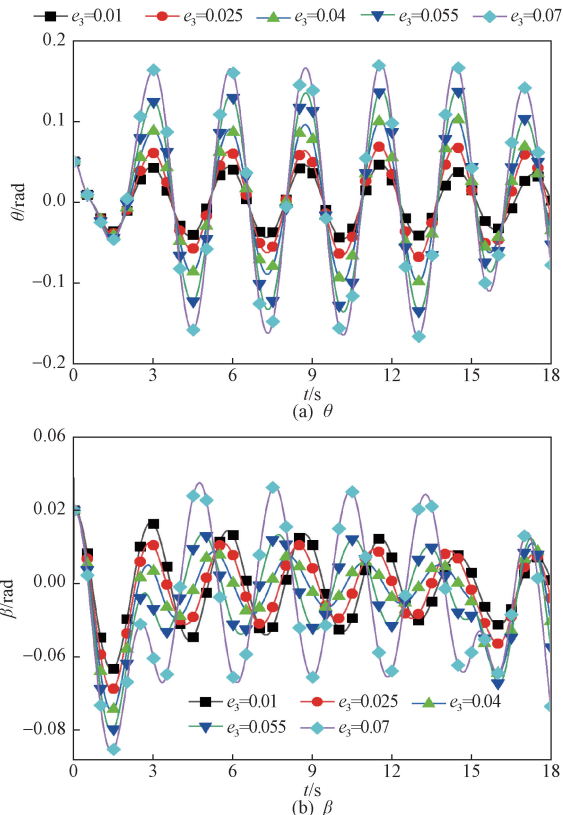 e₃=0.01 e₃=0.025 e₃=0.04 e₃=0.055 e₃=0.07
0.2
0.1
0.0
−0.1
−0.2
θ/rad
0 3 6 9 12 15 18
t/s
(a) θ
0.06
0.02
0.00
−0.06
−0.08
β/rad
e₃=0.01 e₃=0.025 e₃=0.04
e₃=0.055 e₃=0.07
0 3 6 9 12 15 18
t/s
(b) β